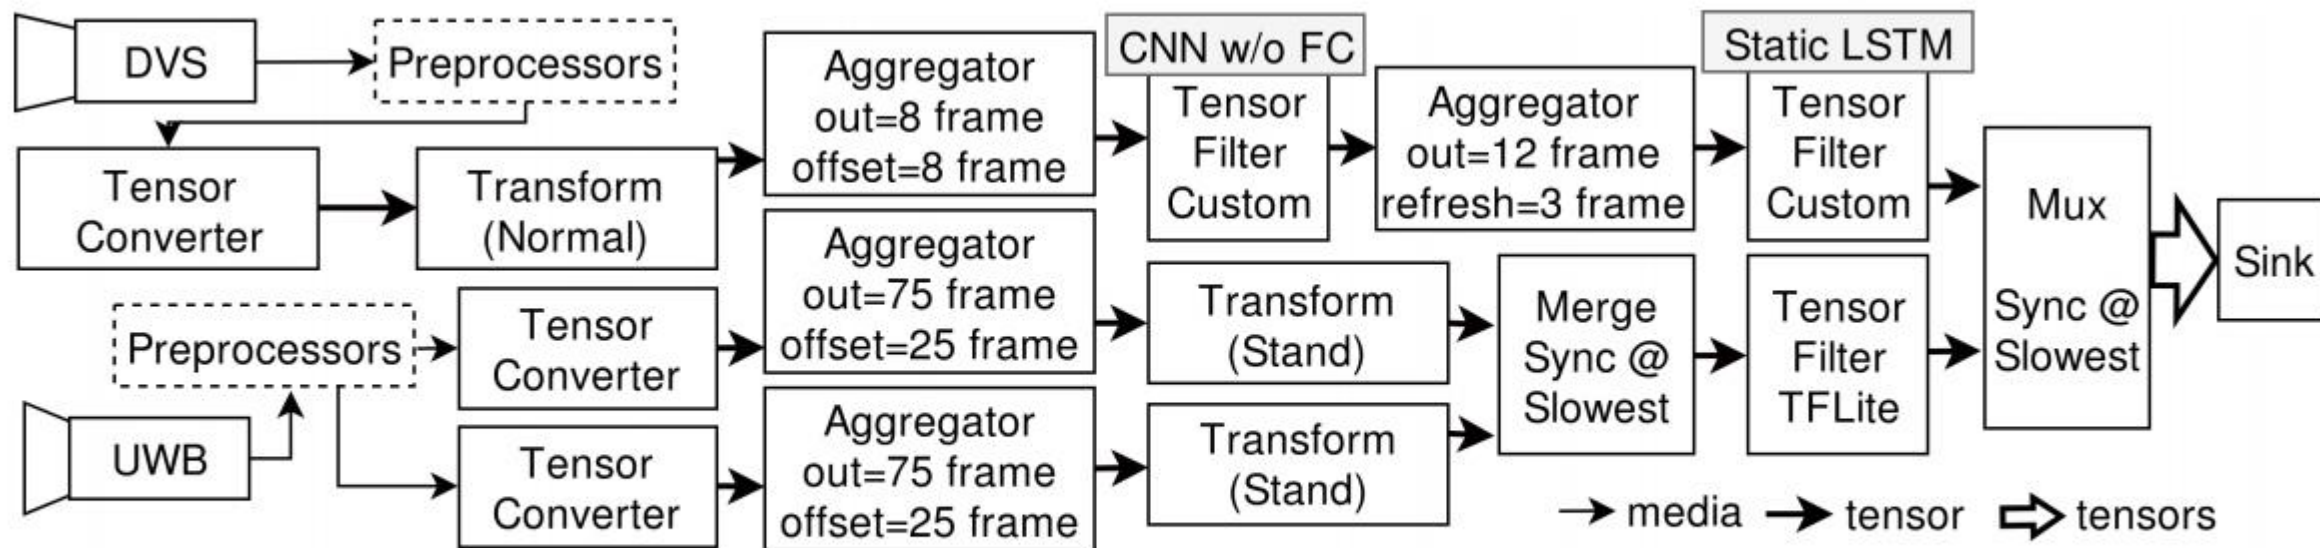 DVS
Preprocessors
Tensor
Converter
Transform
(Normal)
Aggregator
out=8 frame
offset=8 frame
CNN w/o FC
Tensor
Filter
Custom
Aggregator
out=12 frame
refresh=3 frame
Static LSTM
Tensor
Filter
Custom
Preprocessors
UWB
Tensor
Converter
Tensor
Converter
Aggregator
out=75 frame
offset=25 frame
Aggregator
out=75 frame
offset=25 frame
Transform
(Stand)
Transform
(Stand)
Merge
Sync @
Slowest
Tensor
Filter
TFLite
Mux
Sync @
Slowest
Sink
media
tensor
tensors